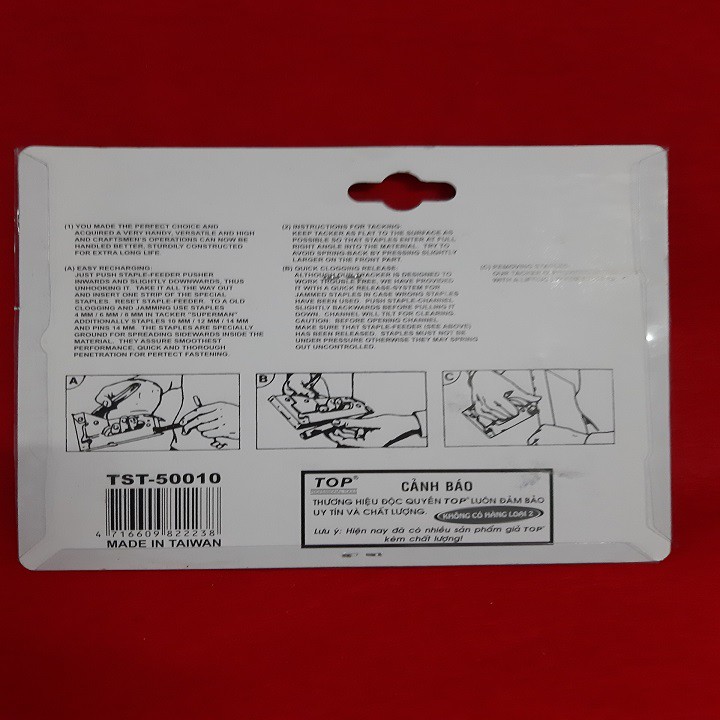 (1) YOU MADE THE PERFECT CHOICE AND
ACQUIRED A VERY HANDY, VERSATILE AND HIGH
AND CRAFTSMEN'S OPERATIONS CAN NOW BE
HANDLED BETTER, STURDILY CONSTRUCTED
FOR EXTRA LONG LIFE.
(A) EASY RECHARGING:
JUST PUSH STAPLE-FEEDER PUSHER
INWARDS AND SLIGHTLY DOWNWARDS, THUS
UNHOOKING IT. TAKE IT ALL THE WAY OUT
AND INSERT ONE STRIP OF THE SPECIAL
STAPLES. RESET STAPLE-FEEDER. TO A OLD
CLOGGING AND JAMMING USE STAPLES
4 MM / 6 MM / 8 MM IN TACKER "SUPERMAN"
ADDITIONALLY STAPLES 10 MM / 12 MM / 14 MM
AND PINS 14 MM. THE STAPLES ARE SPECIALLY
GROUND FOR SPREADING SIDEWARDS INSIDE THE
MATERIAL. THEY ASSURE SMOOTHEST
PERFORMANCE, QUICK AND THOROUGH
PENETRATION FOR PERTECT FASTENING.
(2) INSTRUCTIONS FOR TACKING:
KEEP TACKER AS FLAT TO THE SURFACE AS
POSSIBLE SO THAT STAPLES ENTER AT FULL
RIGHT ANGLE INTO THE MATERIAL. TRY TO
AVOID SPRING-BACK BY PRESSING SLIGHTLY
LARGER ON THE FRONT PART.
(B) QUICK CLOGGING RELEASE:
ALTHOUGH OUR TACKER IS DESIGNED TO
WORK TROUBLE FREE, WE HAVE PROVIDED
IT WITH A QUICK RELEASE-SYSTEM FOR
JAMMED STAPLES IN CASE WRONG STAPLES
HAVE BEEN USED. PUSH STAPLE-CHANNEL
SLIGHTLY BACKWARDS BEFORE PULLING IT
DOWN. CHANNEL WILL TILT FOR CLEARING.
CAUTION. BEFORE OPENING CHANNEL
MAKE SURE THAT STAPLE-FEEDER (SEE ABOVE)
HAS BEEN RELEASED. STAPLES MUST NOT BE
UNDER PRESSURE OTHERWISE THEY MAY SPRING
OUT UNCONTROLLED.
(C) REMOVING STAPLES:
OUR TACKER IS
A
B
C
TST-50010
4 716609 822238
MADE IN TAIWAN
TOP® CẢNH BÁO
THƯƠNG HIỆU ĐỘC QUYỀN TOP® LUÔN ĐẢM BẢO
UY TÍN VÀ CHẤT LƯỢNG. KHÔNG CÓ HÀNG LOẠI 2
Lưu ý: Hiện nay đã có nhiều sản phẩm giả TOP®
kém chất lượng!